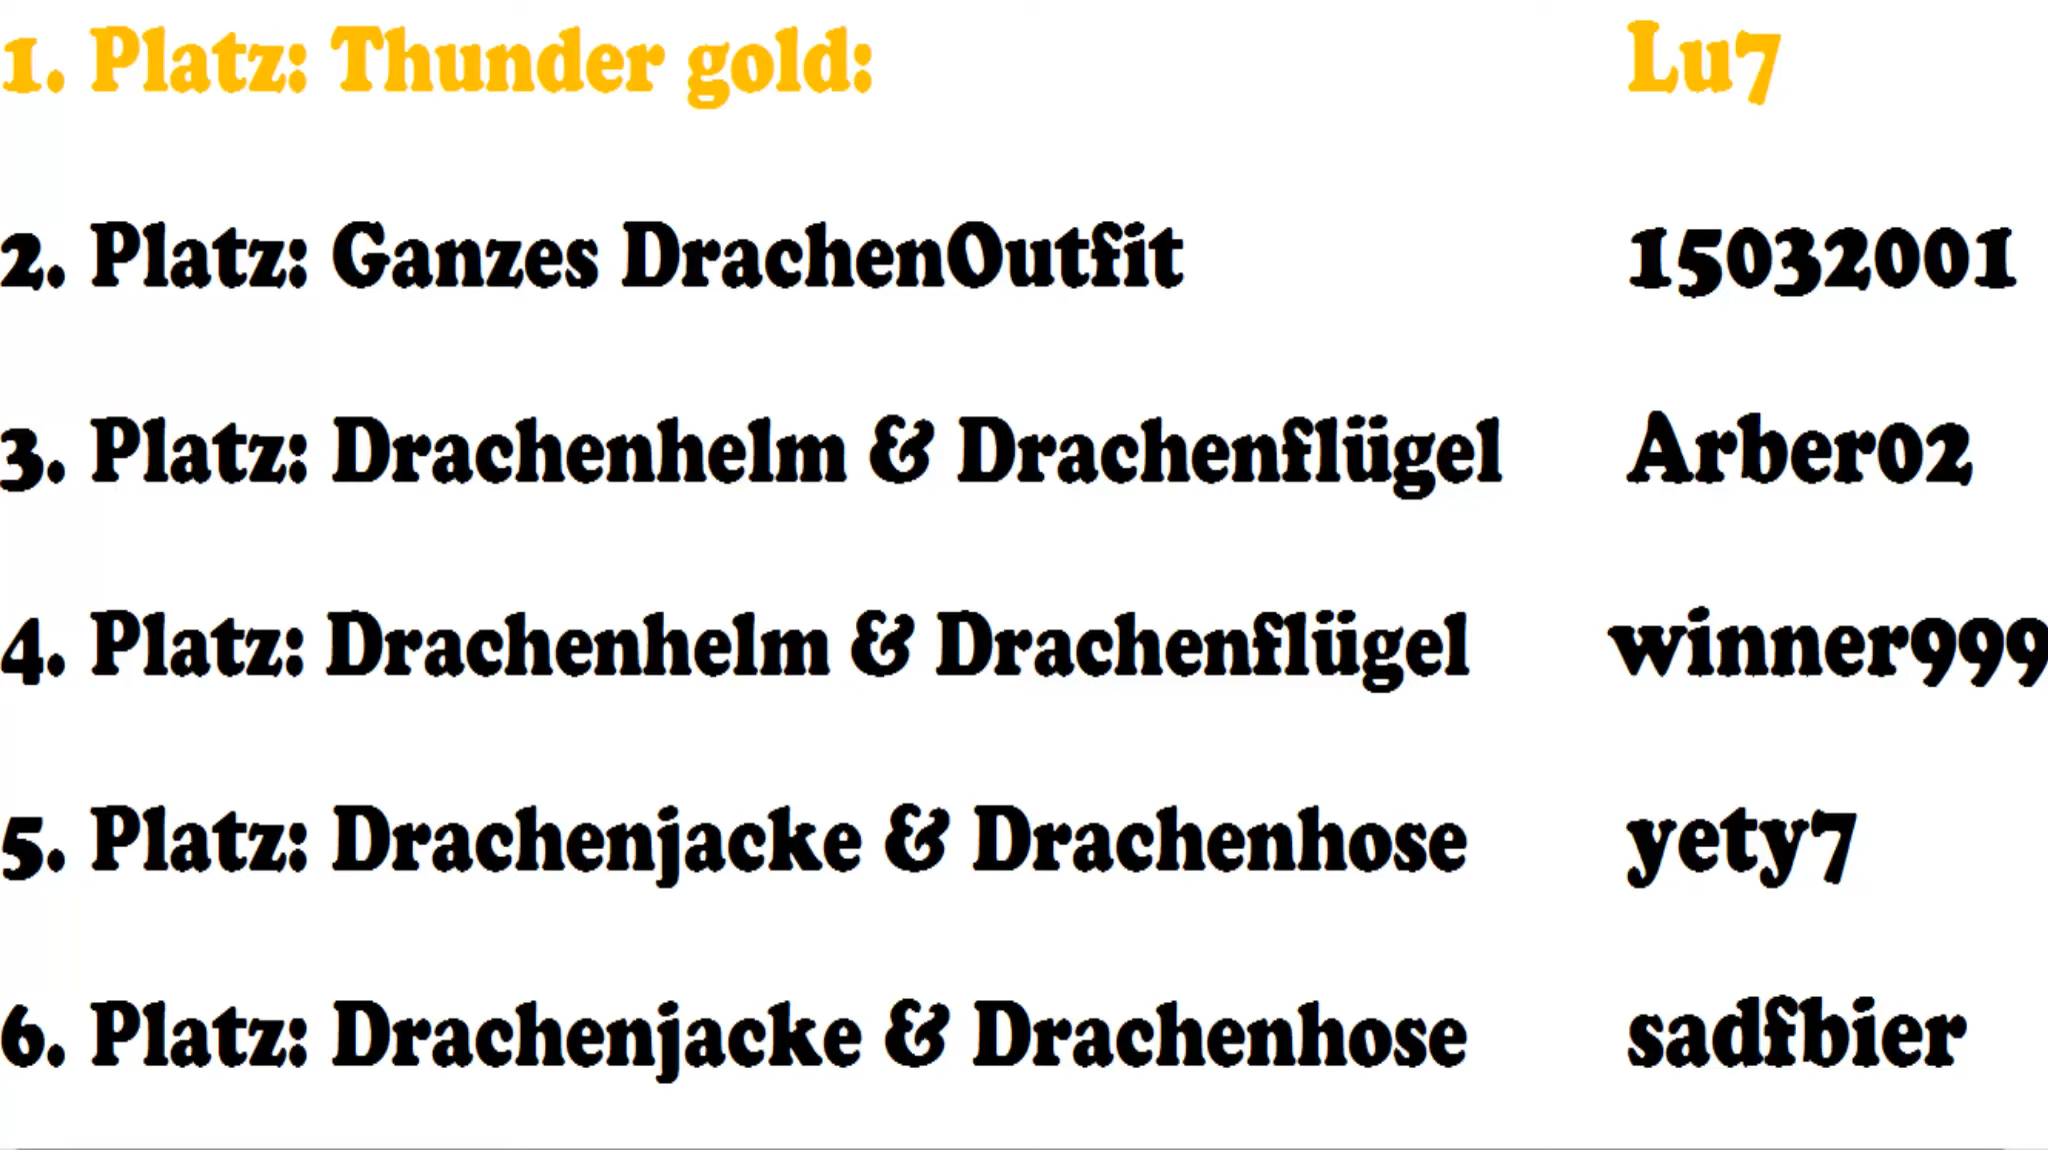 1. Platz: Thunder gold: Lu7
2. Platz: Ganzes DrachenOutfit 15032001
3. Platz: Drachenhelm & Drachenflügel Arber02
4. Platz: Drachenhelm & Drachenflügel winner999
5. Platz: Drachenjacke & Drachenhose yety7
6. Platz: Drachenjacke & Drachenhose sadfbier